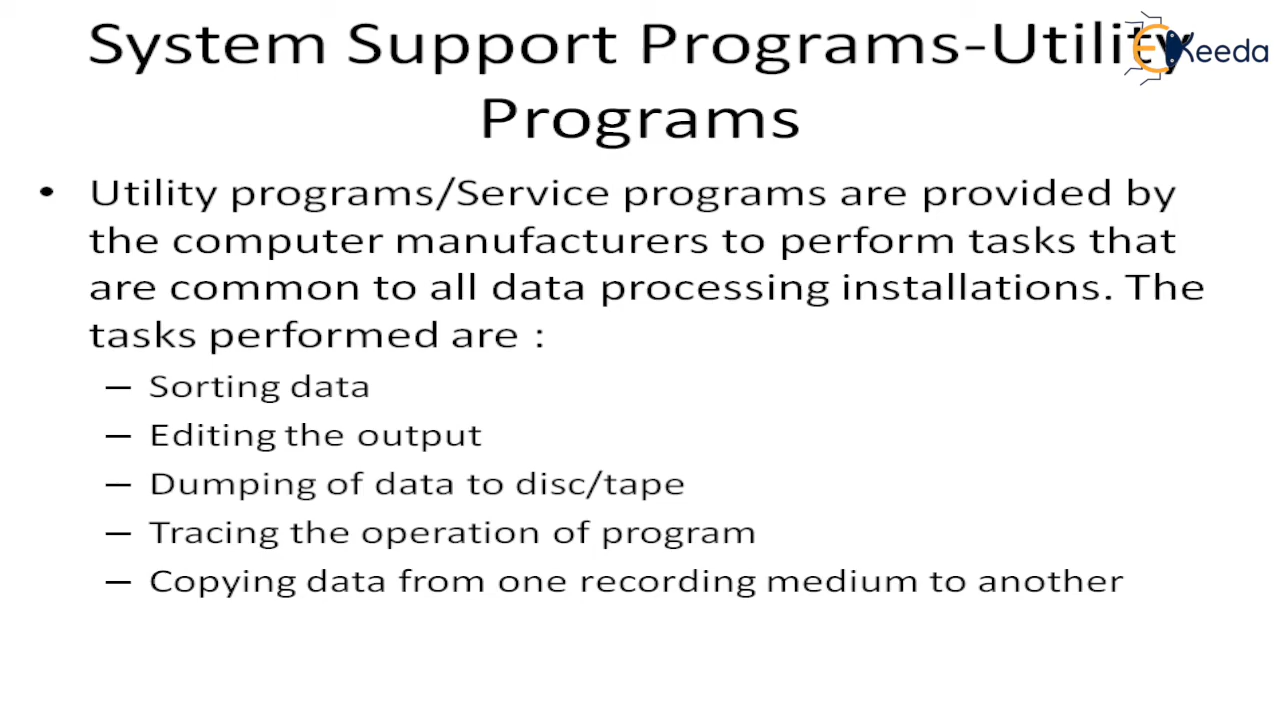 System Support Programs-Utility
Programs
EKeeda
• Utility programs/Service programs are provided by
the computer manufacturers to perform tasks that
are common to all data processing installations. The
tasks performed are :
– Sorting data
– Editing the output
– Dumping of data to disc/tape
– Tracing the operation of program
– Copying data from one recording medium to another